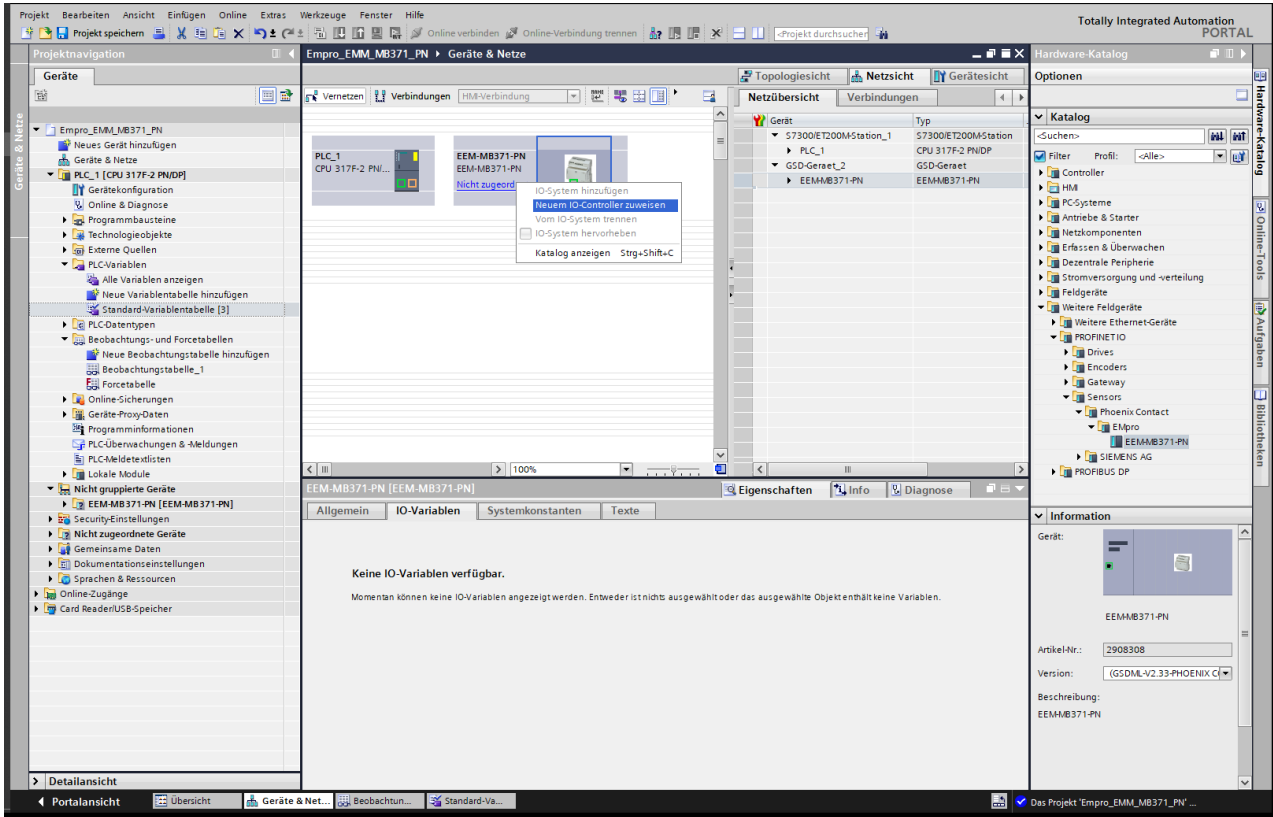 Projekt Bearbeiten Ansicht Einfügen Online Extras Werkzeuge Fenster Hilfe
Totally Integrated Automation
PORTAL
Projekt speichern
Online verbinden
Online-Verbindung trennen
<Projekt durchsucher
Projektnavigation
Empro_EMM_MB371_PN ▸ Geräte & Netze
Hardware-Katalog
Geräte
Topologiesicht
Netzsicht
Gerätesicht
Optionen
Vernetzen
Verbindungen
HMI-Verbindung
Netzübersicht
Verbindungen
Geräte & Netze
Empro_EMM_MB371_PN
Neues Gerät hinzufügen
Geräte & Netze
PLC_1 [CPU 317F-2 PN/DP]
Gerätekonfiguration
Online & Diagnose
Programmbausteine
Technologieobjekte
Externe Quellen
PLC-Variablen
Alle Variablen anzeigen
Neue Variablentabelle hinzufügen
Standard-Variablentabelle [3]
PLC-Datentypen
Beobachtungs- und Forcetabellen
Neue Beobachtungstabelle hinzufügen
Beobachtungstabelle_1
Forcetabelle
Online-Sicherungen
Geräte-Proxy-Daten
Programminformationen
PLC-Überwachungen & -Meldungen
PLC-Meldetextlisten
Lokale Module
Nicht gruppierte Geräte
EEM-MB371-PN [EEM-MB371-PN]
Security-Einstellungen
Nicht zugeordnete Geräte
Gemeinsame Daten
Dokumentationseinstellungen
Sprachen & Ressourcen
Online-Zugänge
Card Reader/USB-Speicher
Detailansicht
PLC_1
CPU 317F-2 PN/...
EEM-MB371-PN
EEM-MB371-PN
Nicht zugeord
IO-System hinzufügen
Neuem IO-Controller zuweisen
Vom IO-System trennen
IO-System hervorheben
Katalog anzeigen Strg+Shift+C
100%
Gerät Typ
S7300/ET200M-Station_1 S7300/ET200M-Station
PLC_1 CPU 317F-2 PN/DP
GSD-Geraet_2 GSD-Geraet
EEM-MB371-PN EEM-MB371-PN
EEM-MB371-PN [EEM-MB371-PN]
Eigenschaften
Info
Diagnose
Allgemein
IO-Variablen
Systemkonstanten
Texte
Keine IO-Variablen verfügbar.
Momentan können keine IO-Variablen angezeigt werden. Entweder ist nichts ausgewählt oder das ausgewählte Objekt enthält keine Variablen.
Katalog
<Suchen>
Filter Profil: <Alle>
Controller
HMI
PC-Systeme
Antriebe & Starter
Netzkomponenten
Erfassen & Überwachen
Dezentrale Peripherie
Stromversorgung und -verteilung
Feldgeräte
Weitere Feldgeräte
Weitere Ethernet-Geräte
PROFINET IO
Drives
Encoders
Gateway
Sensors
Phoenix Contact
EMpro
EEM-MB371-PN
SIEMENS AG
PROFIBUS DP
Information
Gerät:
EEM-MB371-PN
Artikel-Nr.: 2908308
Version: (GSDML-V2.33-PHOENIX C
Beschreibung:
EEM-MB371-PN
Hardware-Katalog
Online-Tools
Aufgaben
Bibliotheken
Portalansicht
Übersicht
Geräte & Net...
Beobachtun...
Standard-Va...
Das Projekt 'Empro_EMM_MB371_PN' ...